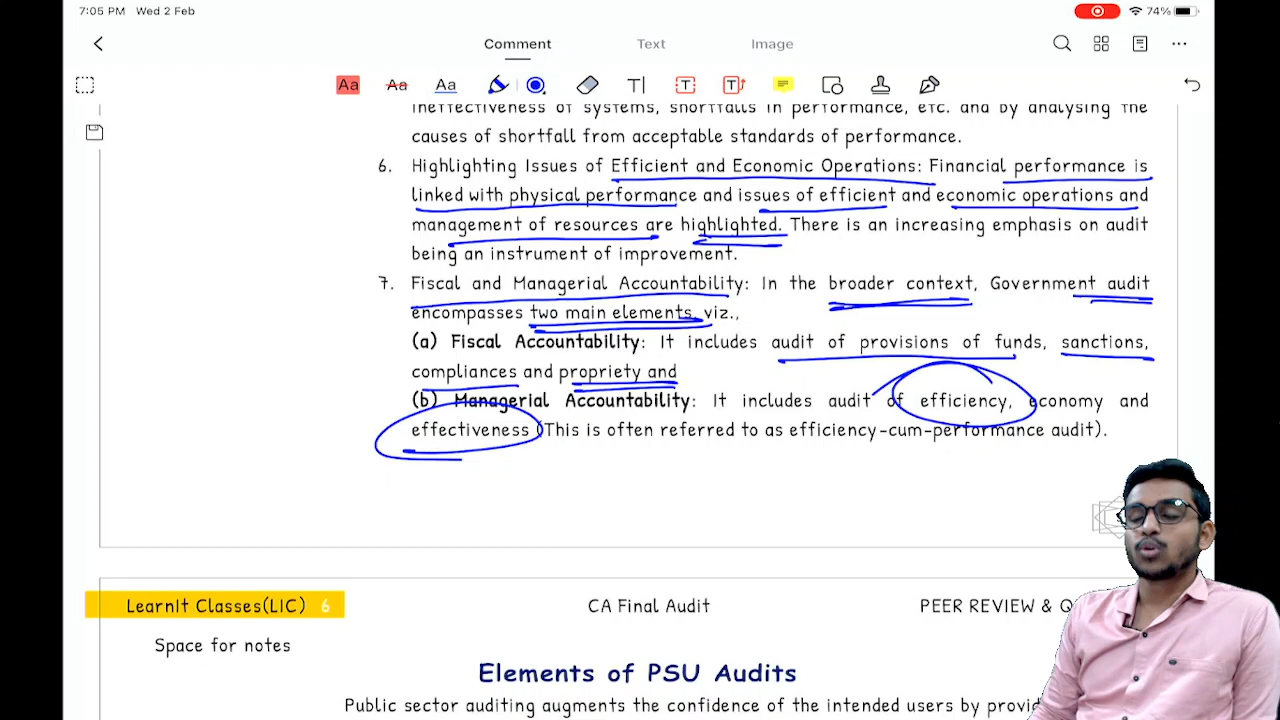 7:05 PM Wed 2 Feb
74%
Comment Text Image
Aa Aa Aa T T T
ineffectiveness of systems, shortfalls in performance, etc. and by analysing the
causes of shortfall from acceptable standards of performance.
6. Highlighting Issues of Efficient and Economic Operations: Financial performance is
linked with physical performance and issues of efficient and economic operations and
management of resources are highlighted. There is an increasing emphasis on audit
being an instrument of improvement.
7. Fiscal and Managerial Accountability: In the broader context, Government audit
encompasses two main elements, viz.,
(a) Fiscal Accountability: It includes audit of provisions of funds, sanctions,
compliances and propriety and
(b) Managerial Accountability: It includes audit of efficiency, economy and
effectiveness (This is often referred to as efficiency-cum-performance audit).
LearnIt Classes(LIC) 6 CA Final Audit PEER REVIEW &
Space for notes
Elements of PSU Audits
Public sector auditing augments the confidence of the intended users by